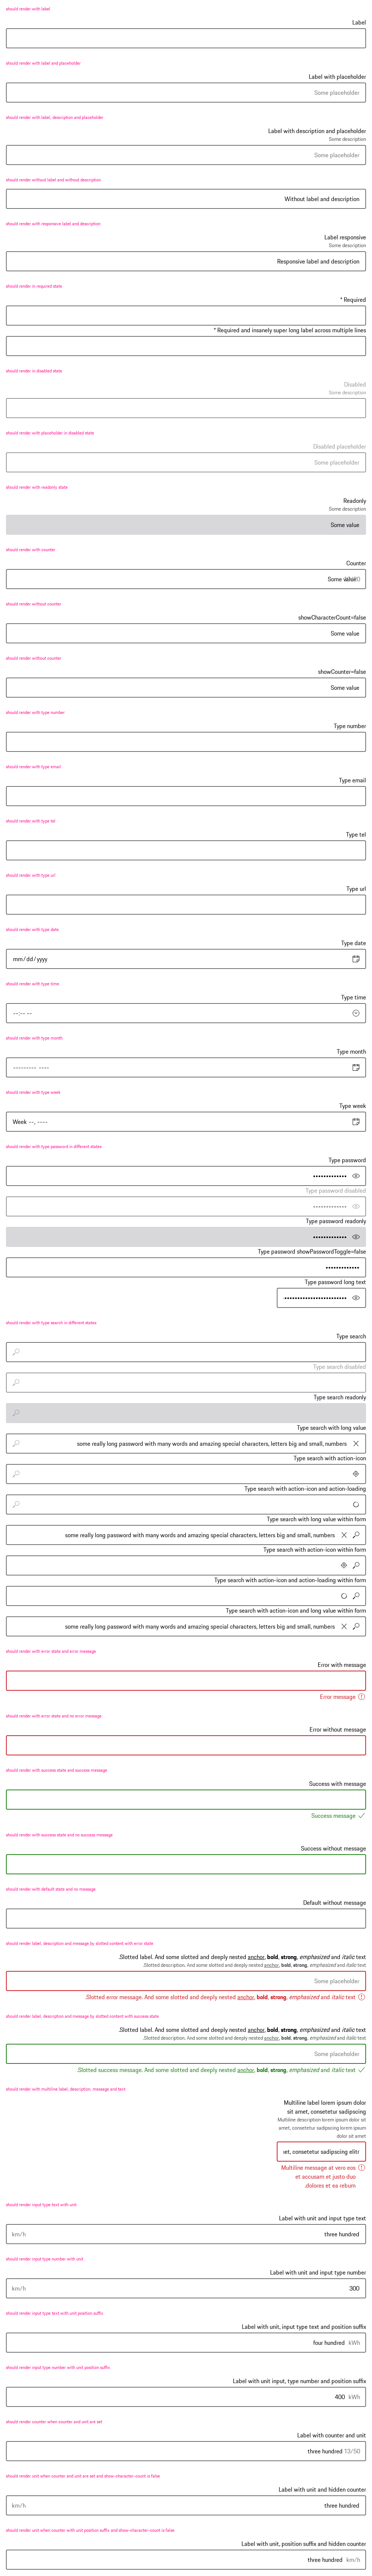 should render with label
Label
should render with label and placeholder
Label with placeholder
Some placeholder
should render with label, description and placeholder
Label with description and placeholder
Some description
Some placeholder
should render without label and without description
Without label and description
should render with responsive label and description
Label responsive
Some description
Responsive label and description
should render in required state
* Required
* Required and insanely super long label across multiple lines
should render in disabled state
Disabled
Some description
should render with placeholder in disabled state
Disabled placeholder
Some placeholder
should render with readonly state
Readonly
Some description
Some value
should render with counter
Counter
Some value
should render without counter
showCharacterCount=false
Some value
should render without counter
showCounter=false
Some value
should render with type number
Type number
should render with type email
Type email
should render with type tel
Type tel
should render with type url
Type url
should render with type date
Type date
mm/dd/yyyy
should render with type time
Type time
--:-- --
should render with type month
Type month
--------- ----
should render with type week
Type week
Week --, ----
should render with type password in different states
Type password
•••••••••••••
Type password disabled
•••••••••••••
Type password readonly
•••••••••••••
Type password showPasswordToggle=false
•••••••••••••
Type password long text
•••••••••••••••••••••••••
should render with type search in different states
Type search
Type search disabled
Type search readonly
Type search with long value
some really long password with many words and amazing special characters, letters big and small, numbers
Type search with action-icon
Type search with action-icon and action-loading
Type search with long value within form
some really long password with many words and amazing special characters, letters big and small, numbers
Type search with action-icon within form
Type search with action-icon and action-loading within form
Type search with action-icon and long value within form
some really long password with many words and amazing special characters, letters big and small, numbers
should render with error state and error message
Error with message
Error message
should render with error state and no error message
Error without message
should render with success state and success message
Success with message
Success message
should render with success state and no success message
Success without message
should render with default state and no message
Default without message
should render label, description and message by slotted content with error state
.Slotted label. And some slotted and deeply nested anchor, bold, strong, emphasized and italic text
.Slotted description. And some slotted and deeply nested anchor, bold, strong, emphasized and italic text
Some placeholder
.Slotted error message. And some slotted and deeply nested anchor, bold, strong, emphasized and italic text
should render label, description and message by slotted content with success state
.Slotted label. And some slotted and deeply nested anchor, bold, strong, emphasized and italic text
.Slotted description. And some slotted and deeply nested anchor, bold, strong, emphasized and italic text
Some placeholder
.Slotted success message. And some slotted and deeply nested anchor, bold, strong, emphasized and italic text
should render with multiline label, description, message and text
Multiline label lorem ipsum dolor
sit amet, consetetur sadipscing
Multiline description lorem ipsum dolor sit
amet, consetetur sadipscing lorem ipsum
dolor sit amet
consetetur sadipscing
Multiline message at vero eos
et accusam et justo duo
.dolores et ea rebum
should render input type text with unit
Label with unit and input type text
km/h
three hundred
should render input type number with unit
Label with unit and input type number
km/h
300
should render input type text with unit position suffix
Label with unit, input type text and position suffix
four hundred kWh
should render input type number with unit position suffix
Label with unit input, type number and position suffix
400 kWh
should render counter when counter and unit are set
Label with counter and unit
three hundred 13/50
should render unit when counter and unit are set and show-character-count is false
Label with unit and hidden counter
km/h
three hundred
should render unit when counter with unit position suffix and show-character-count is false
Label with unit, position suffix and hidden counter
three hundred km/h